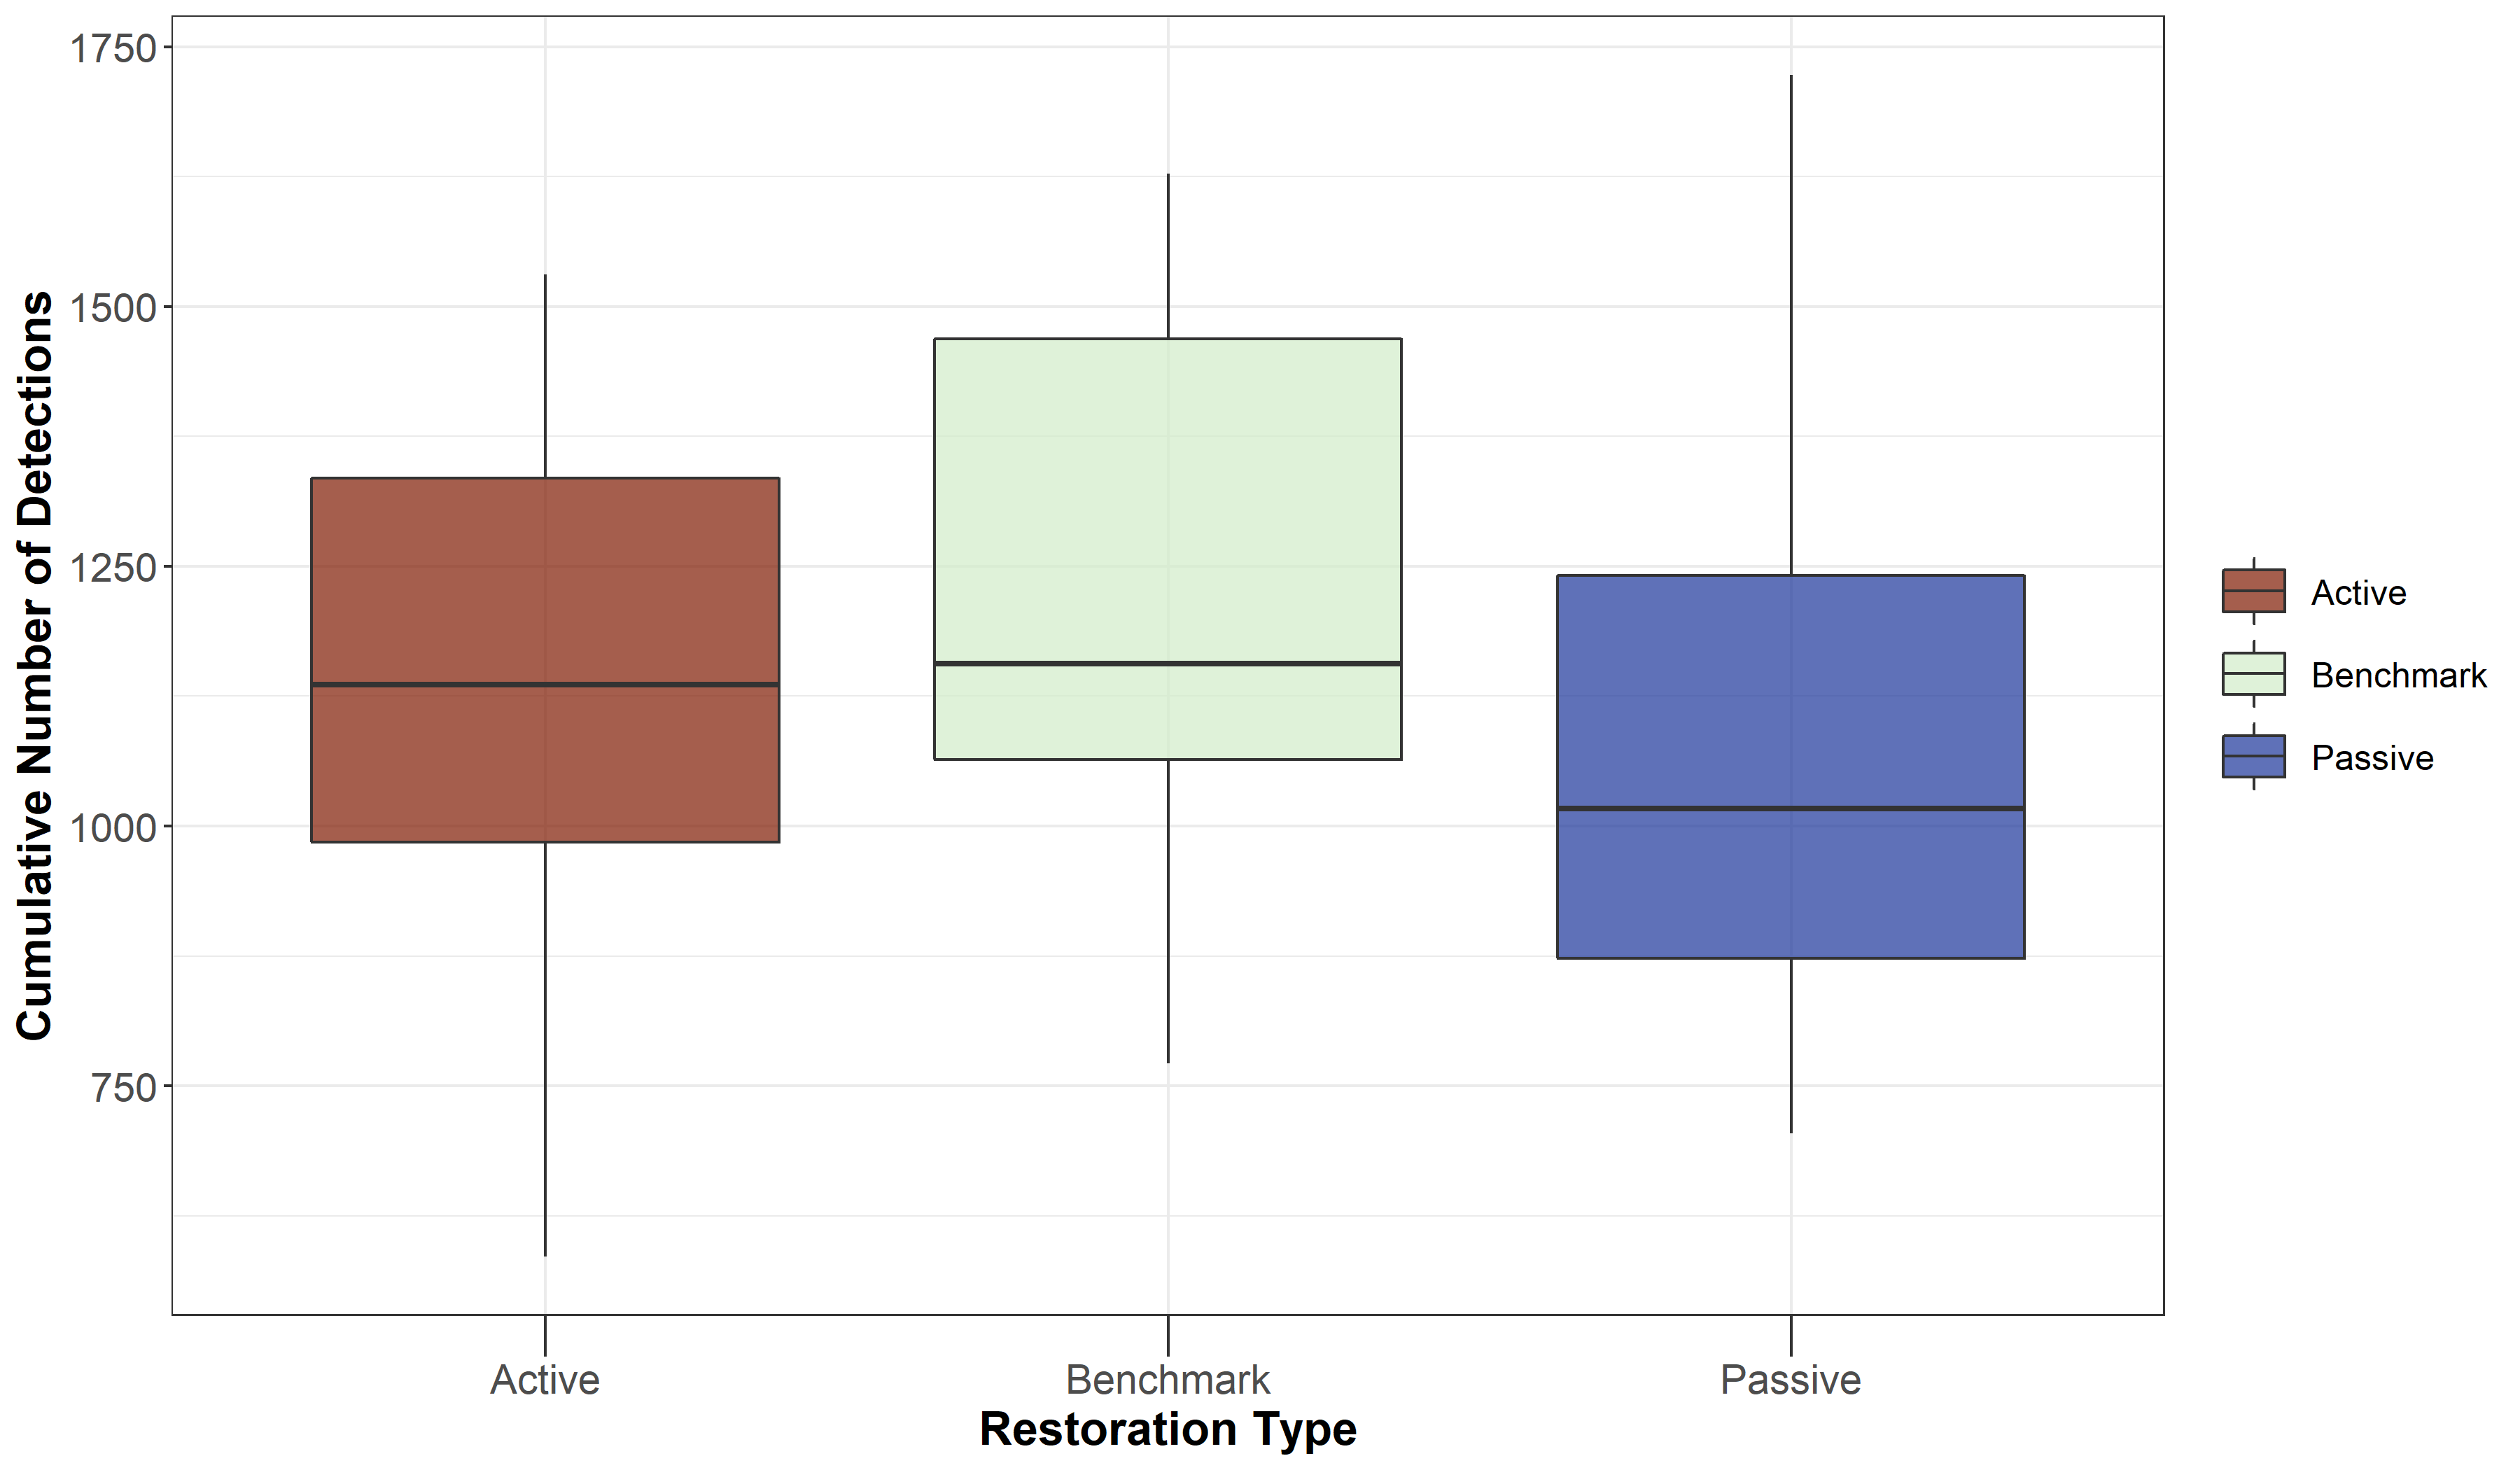 Cumulative Number of Detections
1750
1500
1250
1000
750
Active
Benchmark
Passive
Restoration Type
Active
Benchmark
Passive